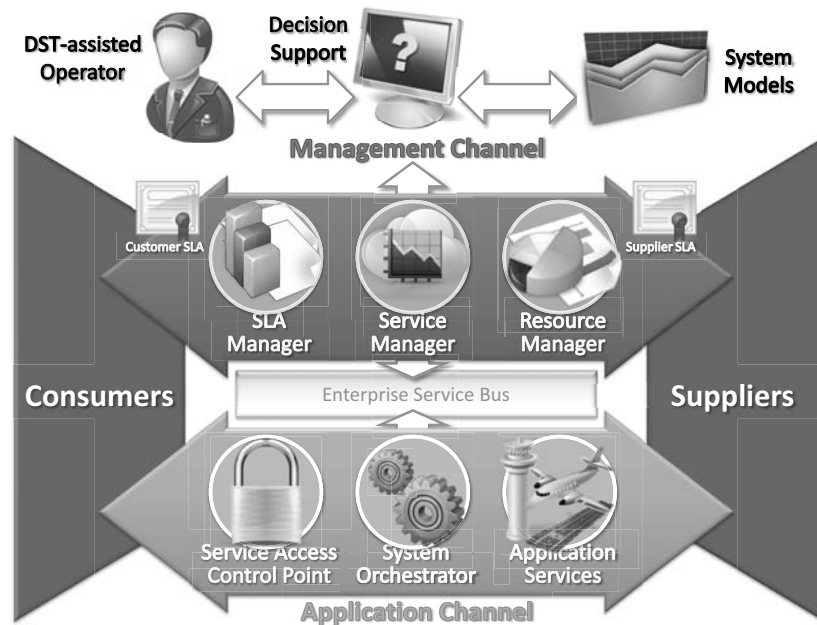 DST-assisted
Operator
Decision
Support
?
System
Models
Management Channel
Customer SLA
Supplier SLA
SLA
Manager
Service
Manager
Resource
Manager
Consumers
Enterprise Service Bus
Suppliers
Service Access
Control Point
System
Orchestrator
Application
Services
Application Channel